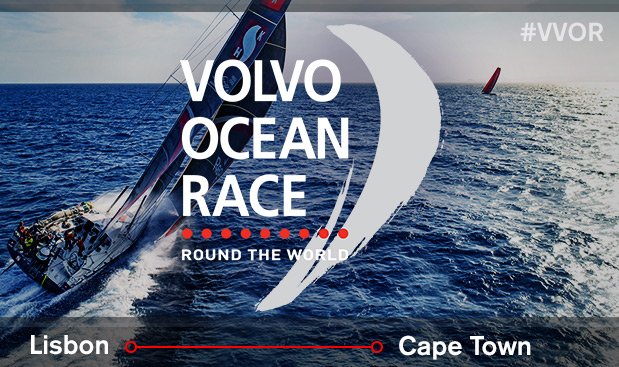 #VVOR
VOLVO
OCEAN
RACE
ROUND THE WORLD
Lisbon
Cape Town